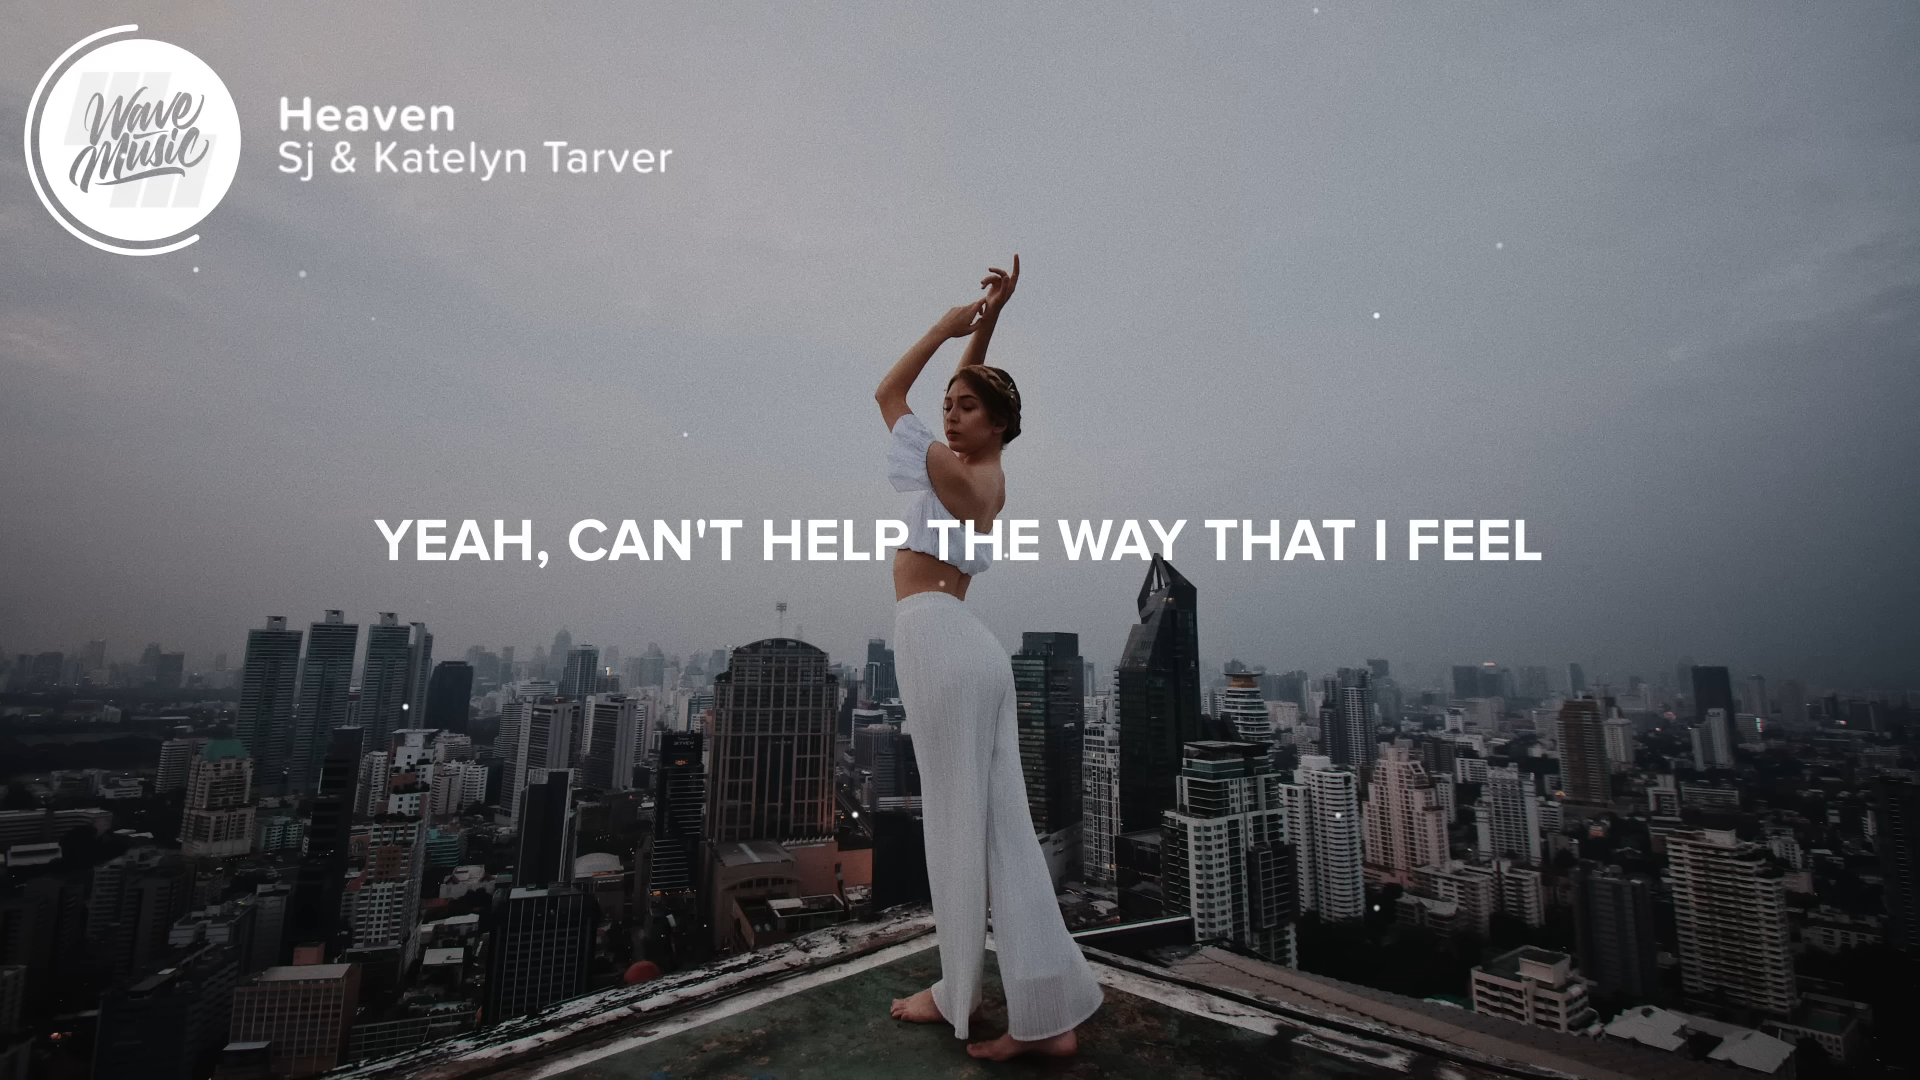 Wave
Music
Heaven
Sj & Katelyn Tarver
YEAH, CAN'T HELP THE WAY THAT I FEEL